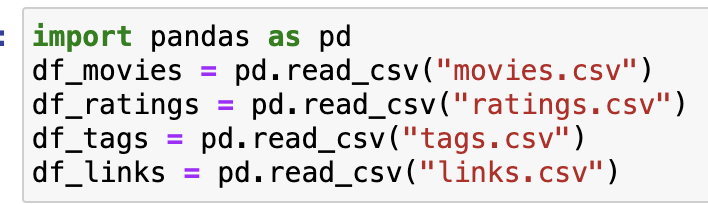 :
import pandas as pd
df_movies = pd.read_csv("movies.csv")
df_ratings = pd.read_csv("ratings.csv")
df_tags = pd.read_csv("tags.csv")
df_links = pd.read_csv("links.csv")